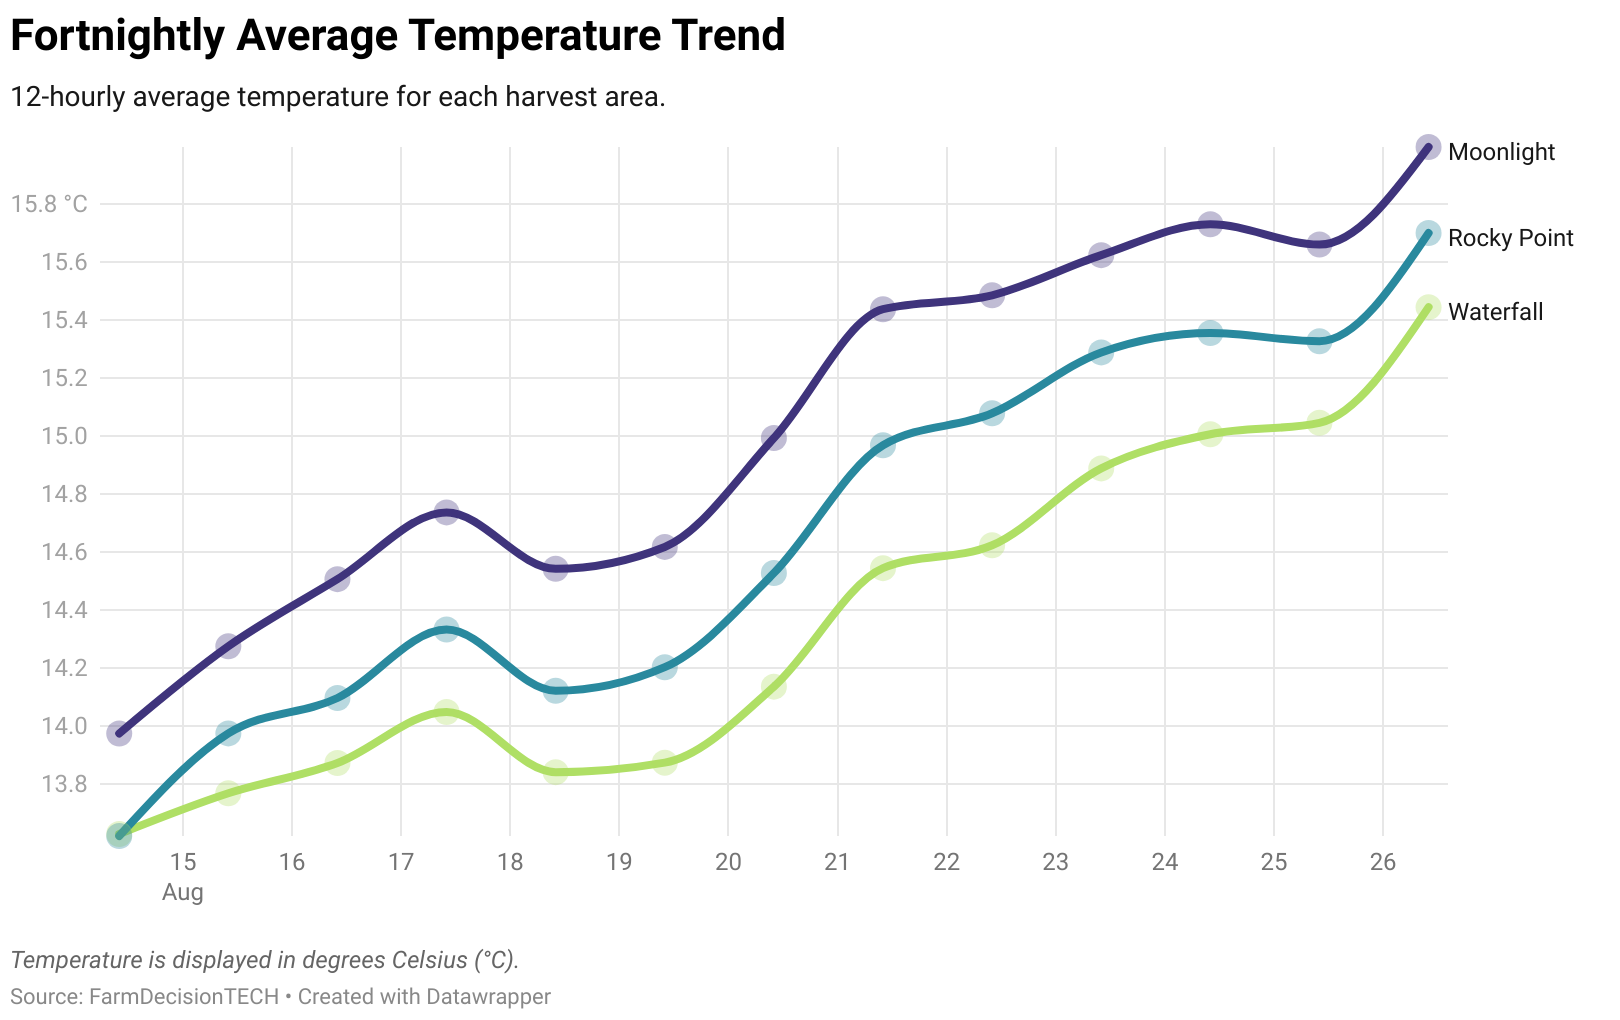 Fortnightly Average Temperature Trend
12-hourly average temperature for each harvest area.
Moonlight
15.8 °C
Rocky Point
15.6
Waterfall
15.4
15.2
15.0
14.8
14.6
14.4
14.2
14.0
13.8
15 16 17 18 19 20 21 22 23 24 25 26
Aug
Temperature is displayed in degrees Celsius (°C).
Source: FarmDecisionTECH • Created with Datawrapper